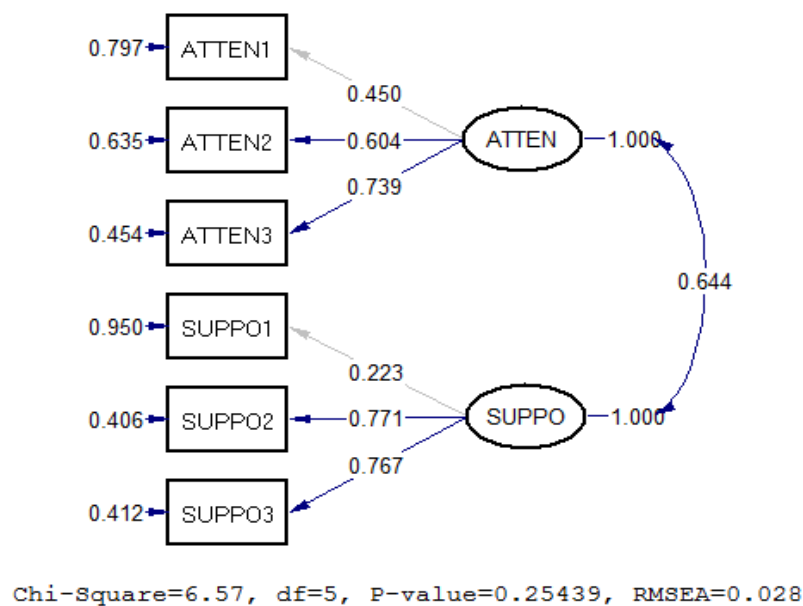 0.797 ATTEN1
0.450
0.635 ATTEN2 0.604 ATTEN 1.000
0.739
0.454 ATTEN3
0.644
0.950 SUPPO1
0.223
0.406 SUPPO2 0.771 SUPPO 1.000
0.767
0.412 SUPPO3
Chi-Square=6.57, df=5, P-value=0.25439, RMSEA=0.028